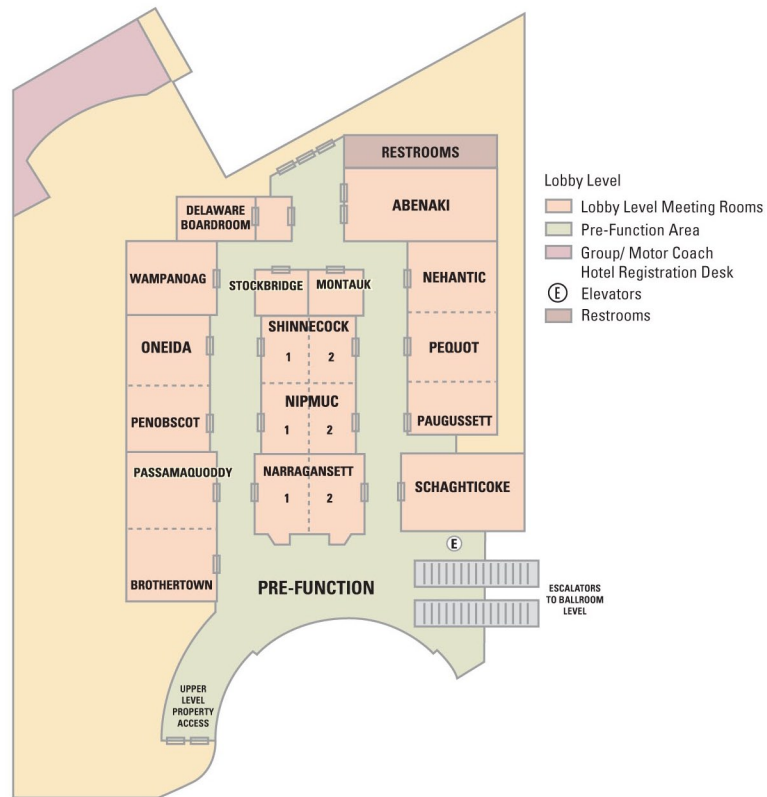 RESTROOMS
ABENAKI
DELAWARE
BOARDROOM
WAMPANOAG
STOCKBRIDGE
MONTAUK
NEHANTIC
SHINNECOCK
1 2
ONEIDA
PEQUOT
NIPMUC
1 2
PENOBSCOT
PAUGUSSETT
PASSAMAQUODDY
NARRAGANSETT
1 2
SCHAGHTICOKE
E
BROTHERTOWN
PRE-FUNCTION
ESCALATORS
TO BALLROOM
LEVEL
UPPER
LEVEL
PROPERTY
ACCESS
Lobby Level
Lobby Level Meeting Rooms
Pre-Function Area
Group/ Motor Coach
Hotel Registration Desk
E Elevators
Restrooms